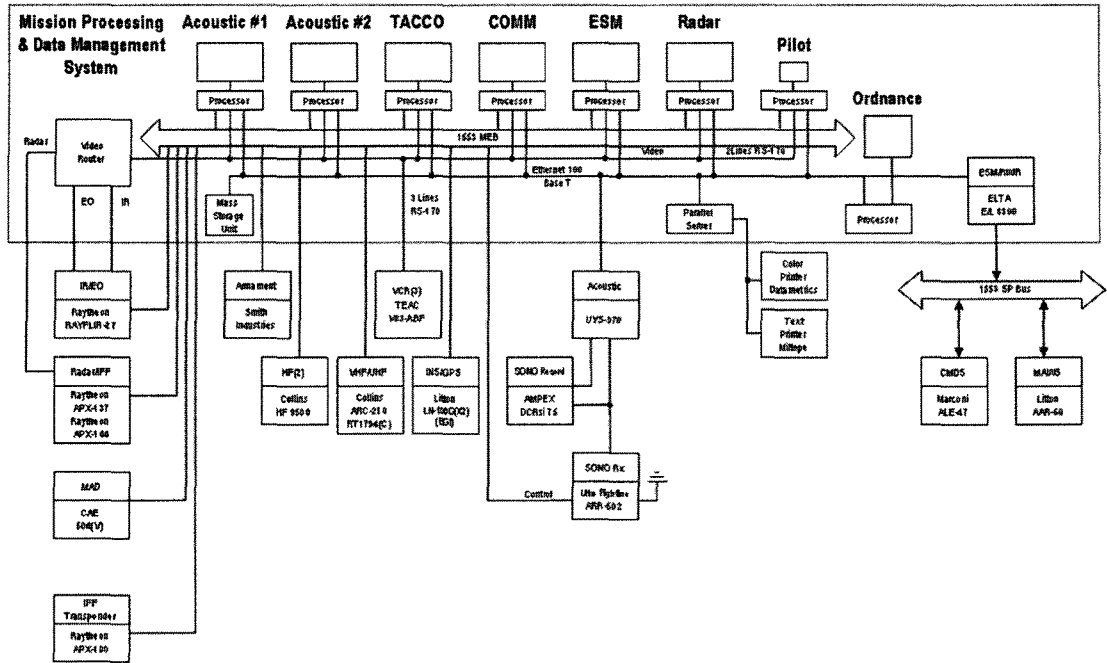 Mission Processing
& Data Management
System
Acoustic #1
Acoustic #2
TACCO
COMM
ESM
Radar
Pilot
Ordnance
Processor
Processor
Processor
Processor
Processor
Processor
Processor
1553 MEB
Radar
Video
Router
Video
2Lines RS-170
Ethernet 100
Base T
EO
IR
Mass
Storage
Unit
3 Lines
RS-170
Parallel
Server
Processor
ELTA
IR/EO
Raytheon
Armament
Smith
Industries
VCR(3)
TEAC
Acoustic
Color
Printer
Datametrics
Text
Printer
Miltope
1553 SP Bus
Radar/IFF
Raytheon
APX-137
Raytheon
HF(2)
Collins
HF 9500
VHF/UHF
Collins
ARC-210
INS/GPS
Litton
SONO Record
AMPEX
CMDS
Marconi
ALE-47
MAWS
Litton
AAR-60
MAD
CAE
SONO Rx
Control
IFF
Transponder
Raytheon
APX-100